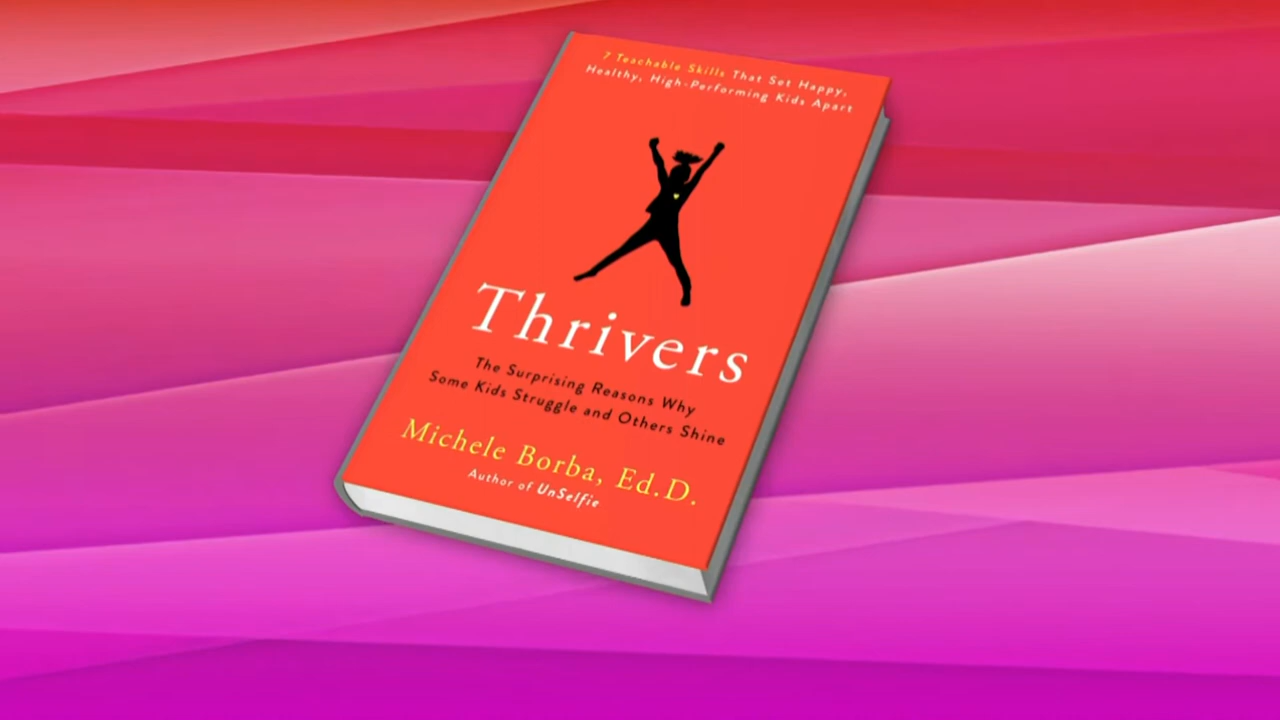 7 Teachable Skills That Set Happy,
Healthy, High-Performing Kids Apart
Thrivers
The Surprising Reasons Why
Some Kids Struggle and Others Shine
Michele Borba, Ed.D.
Author of UnSelfie